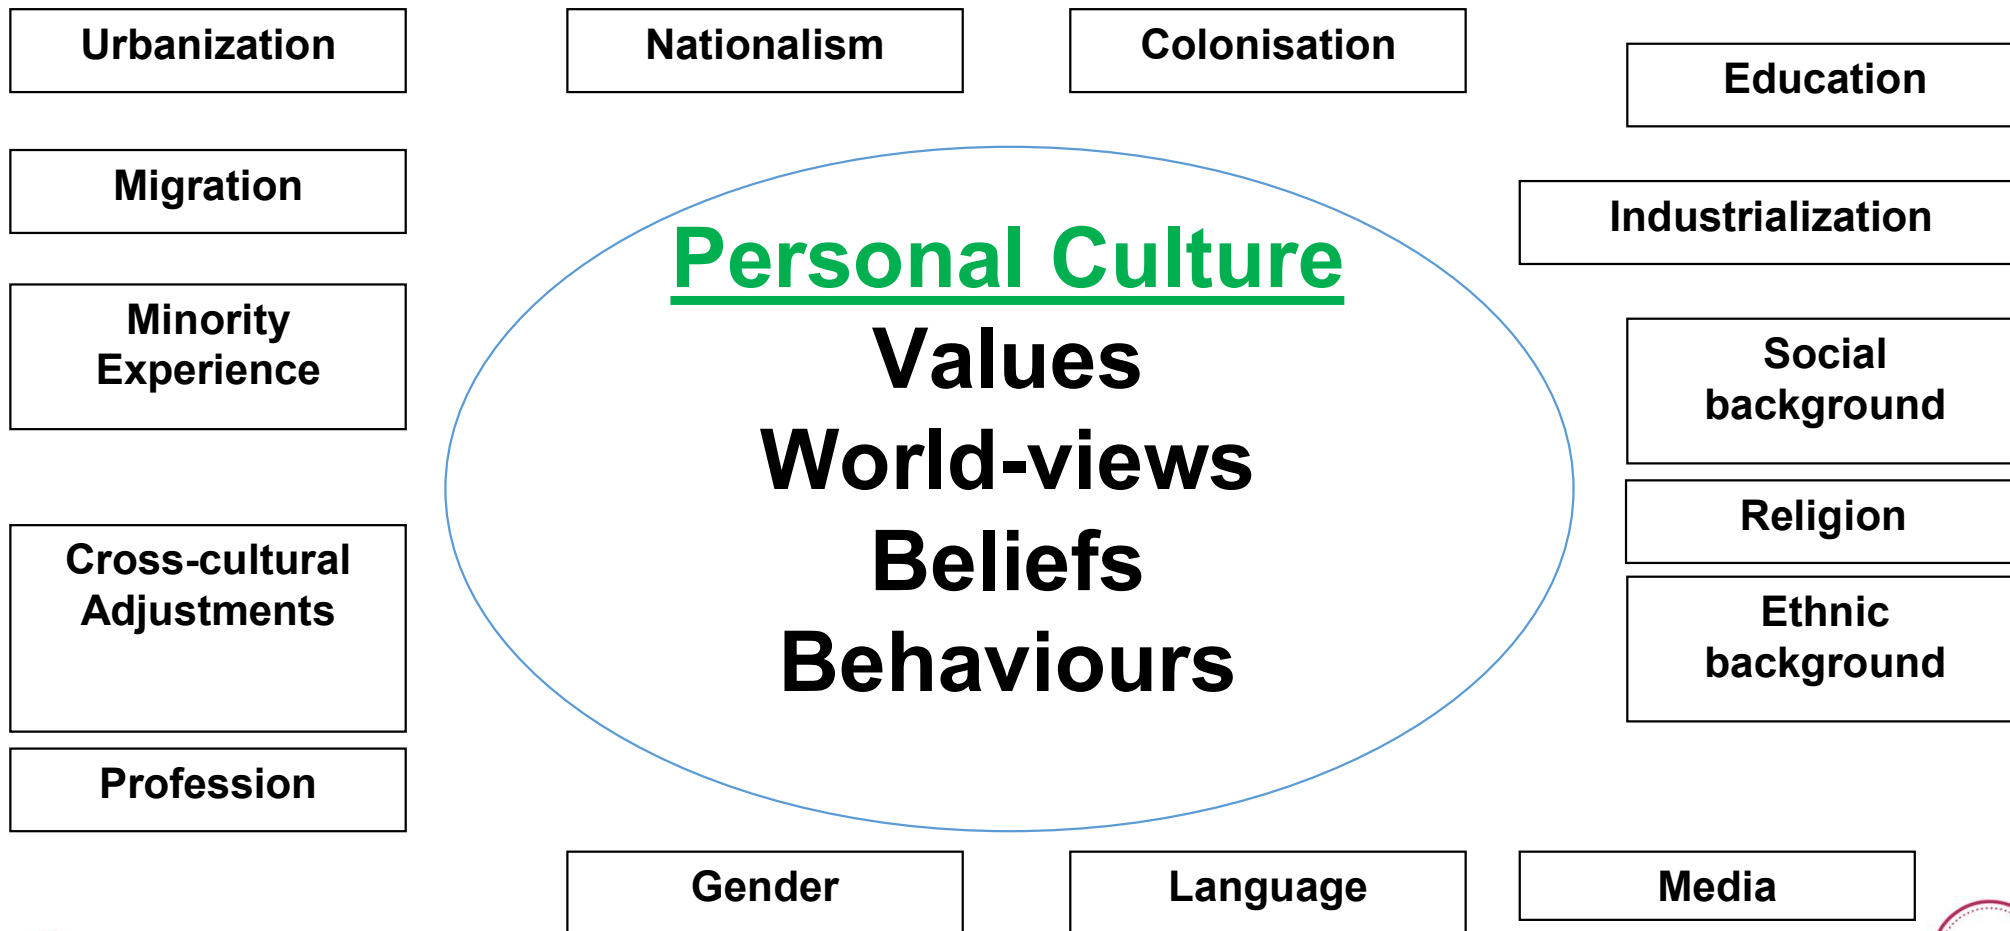 Urbanization
Nationalism
Colonisation
Education
Migration
Industrialization
Personal Culture
Values
World-views
Beliefs
Behaviours
Minority
Experience
Social
background
Religion
Cross-cultural
Adjustments
Ethnic
background
Profession
Gender
Language
Media